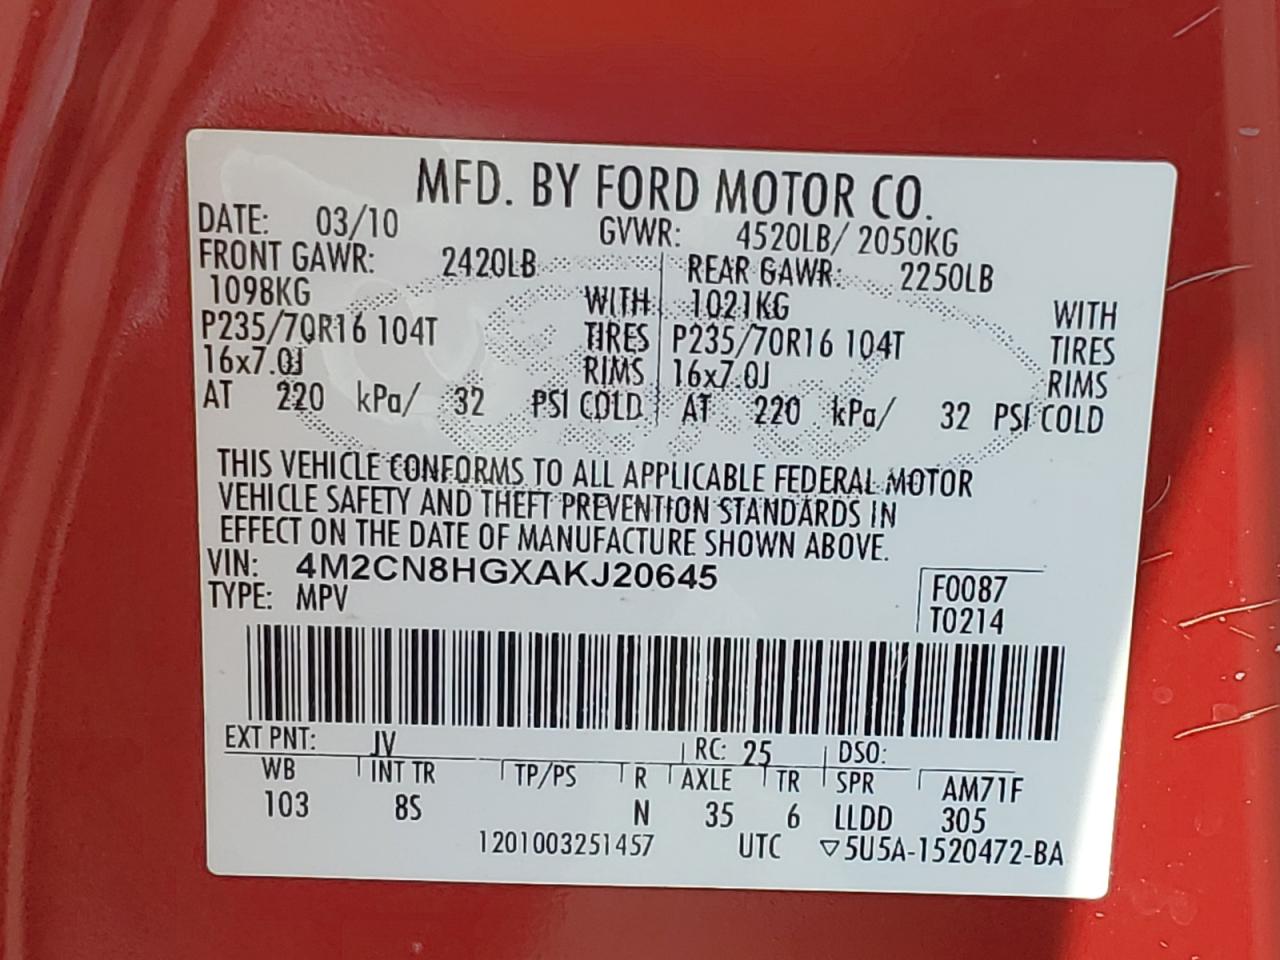 MFD. BY FORD MOTOR CO.
DATE: 03/10 GVWR: 4520LB/ 2050KG
FRONT GAWR: 2420LB REAR GAWR: 2250LB
1098KG WITH 1021KG WITH
P235/70R16 104T TIRES P235/70R16 104T TIRES
16x7.0J RIMS 16x7.0J RIMS
AT 220 kPa/ 32 PSI COLD AT 220 kPa/ 32 PSI COLD
THIS VEHICLE CONFORMS TO ALL APPLICABLE FEDERAL MOTOR
VEHICLE SAFETY AND THEFT PREVENTION STANDARDS IN
EFFECT ON THE DATE OF MANUFACTURE SHOWN ABOVE.
VIN: 4M2CN8HGXAKJ20645 F0087
TYPE: MPV T0214
EXT PNT: JV RC: 25 DSO:
WB INT TR TP/PS R AXLE TR SPR AM71F
103 8S N 35 6 LLDD 305
1201003251457 UTC ▽5U5A-1520472-BA